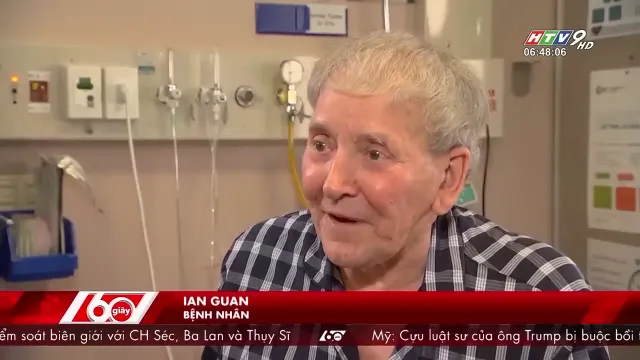 HTV9 HD
06:48:06
60 giây
IAN GUAN
BỆNH NHÂN
ểm soát biên giới với CH Séc, Ba Lan và Thụy Sĩ 60 Mỹ: Cựu luật sư của ông Trump bị buộc bồi t